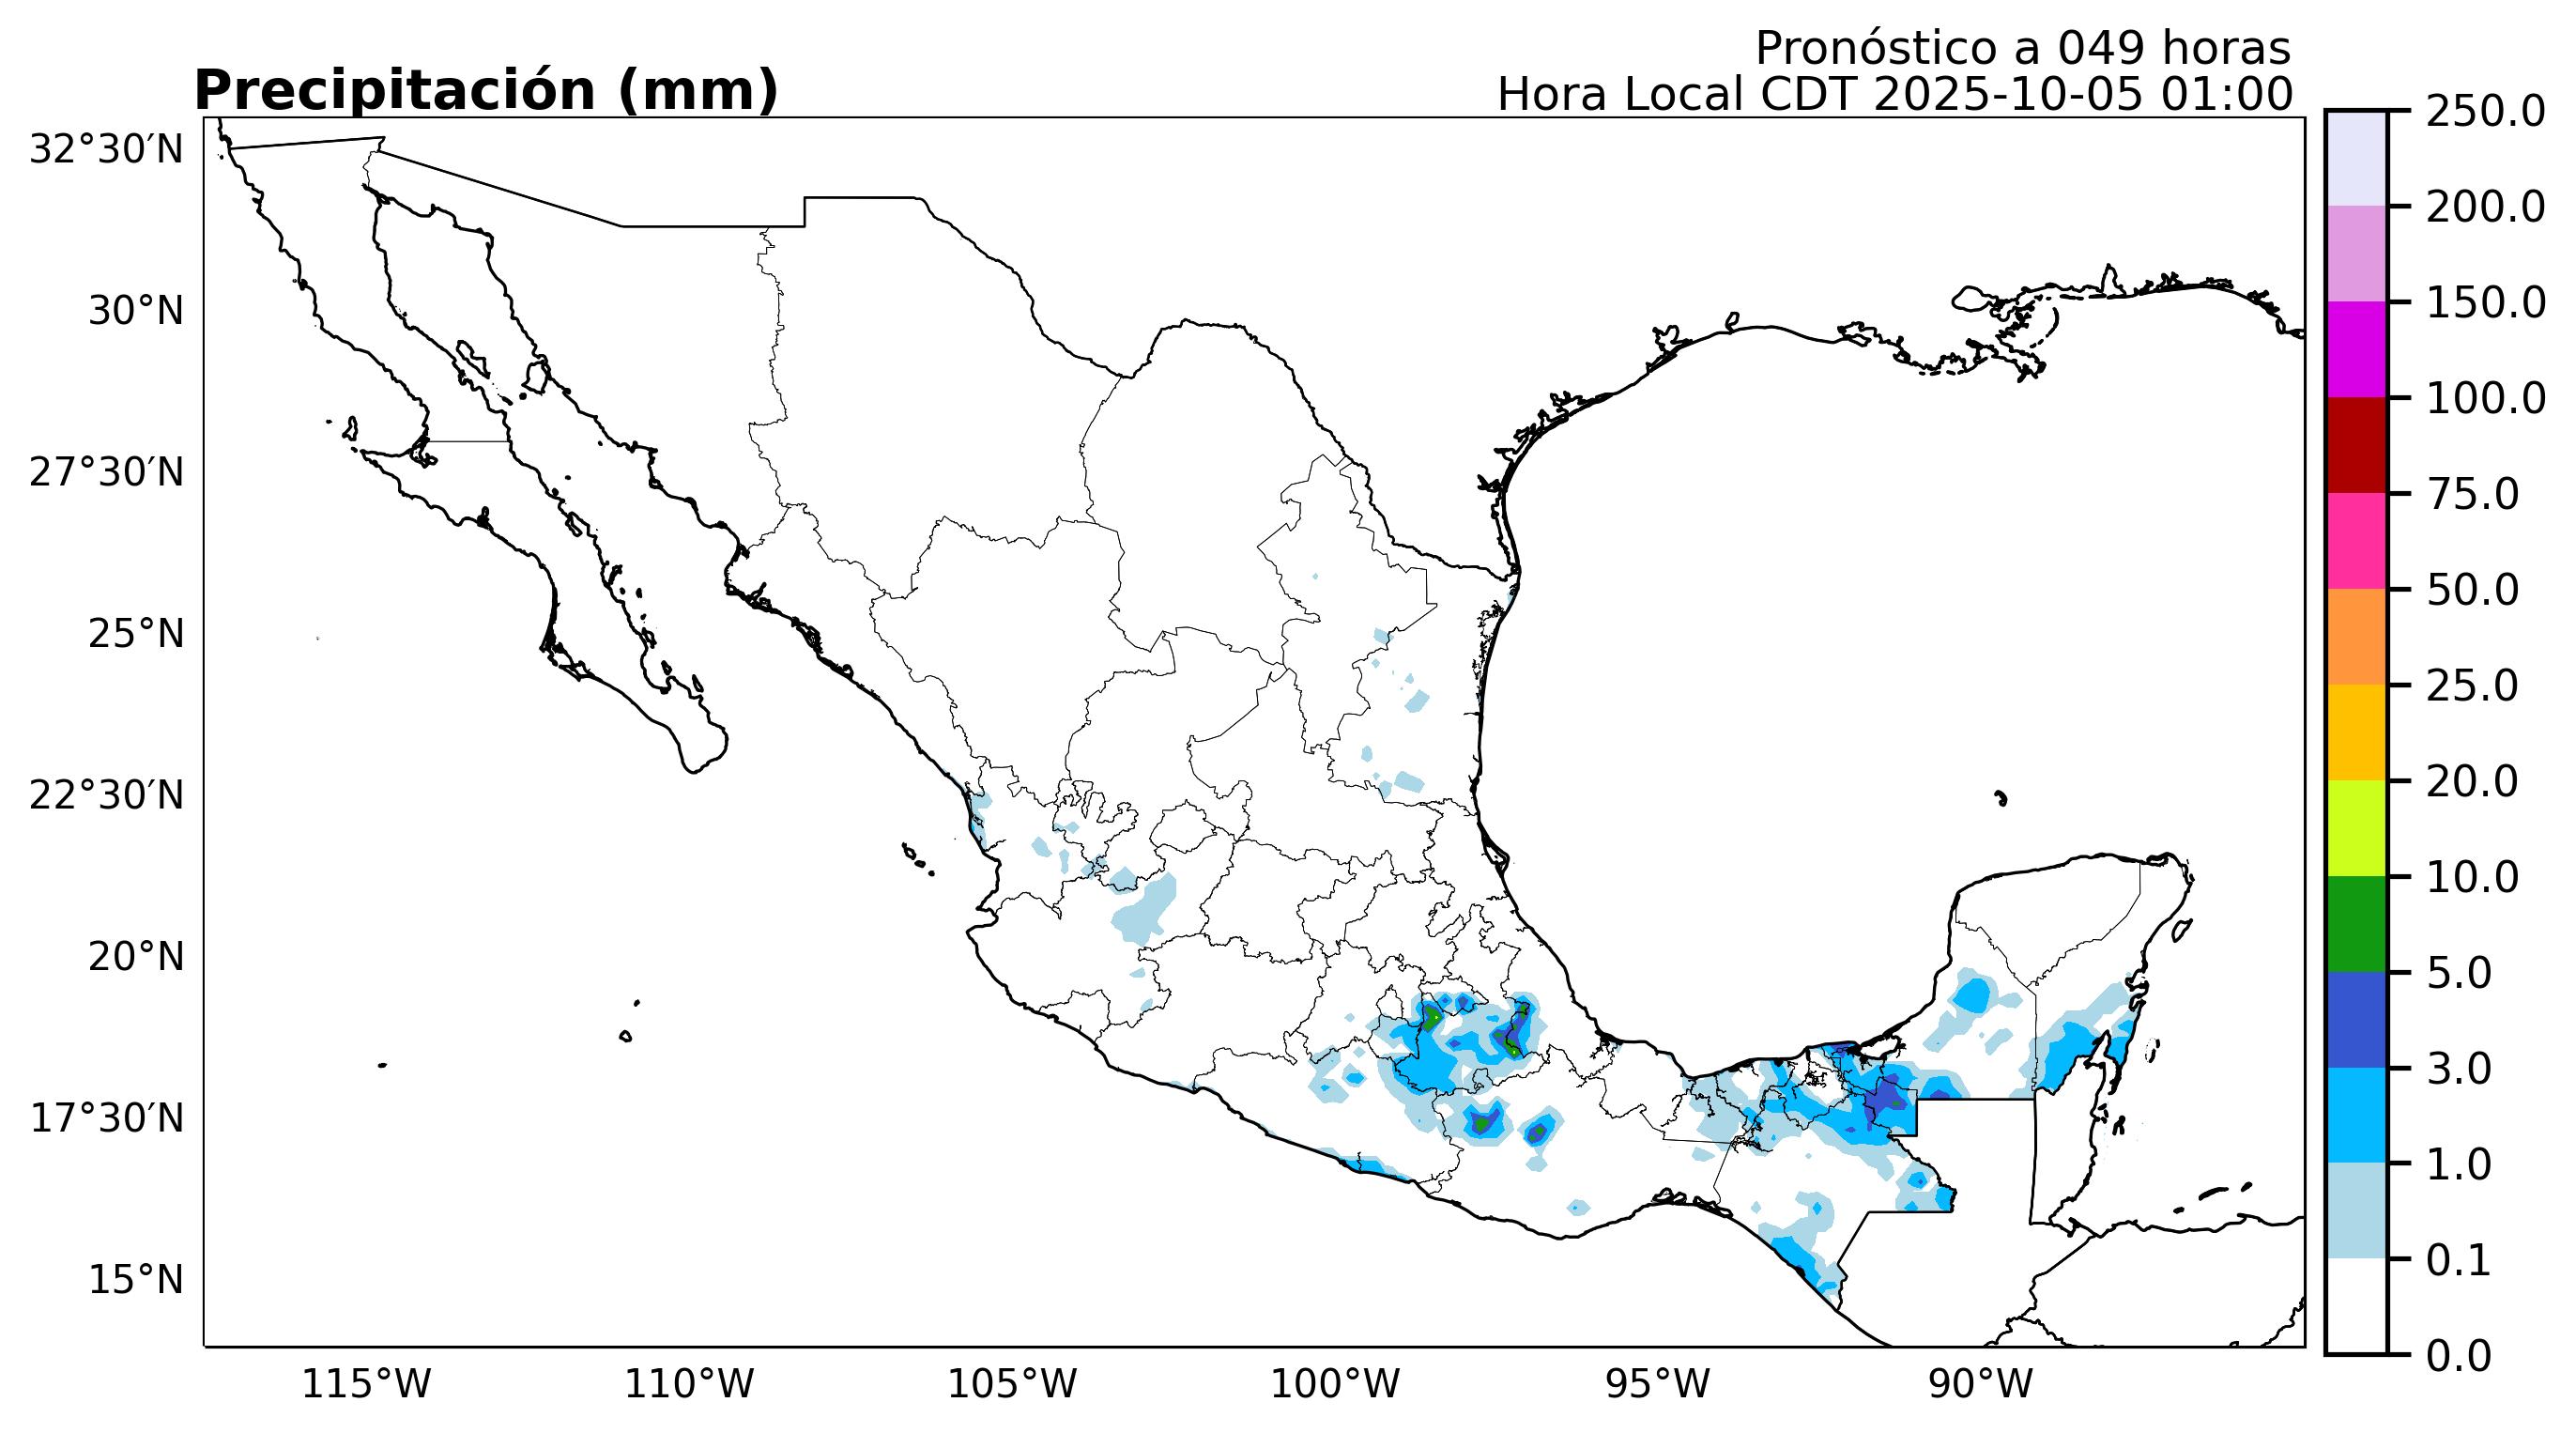 Pronóstico a 049 horas
Precipitación (mm)
Hora Local CDT 2025-10-05 01:00
32°30′N
30°N
27°30′N
25°N
22°30′N
20°N
17°30′N
15°N
115°W
110°W
105°W
100°W
95°W
90°W
250.0
200.0
150.0
100.0
75.0
50.0
25.0
20.0
10.0
5.0
3.0
1.0
0.1
0.0